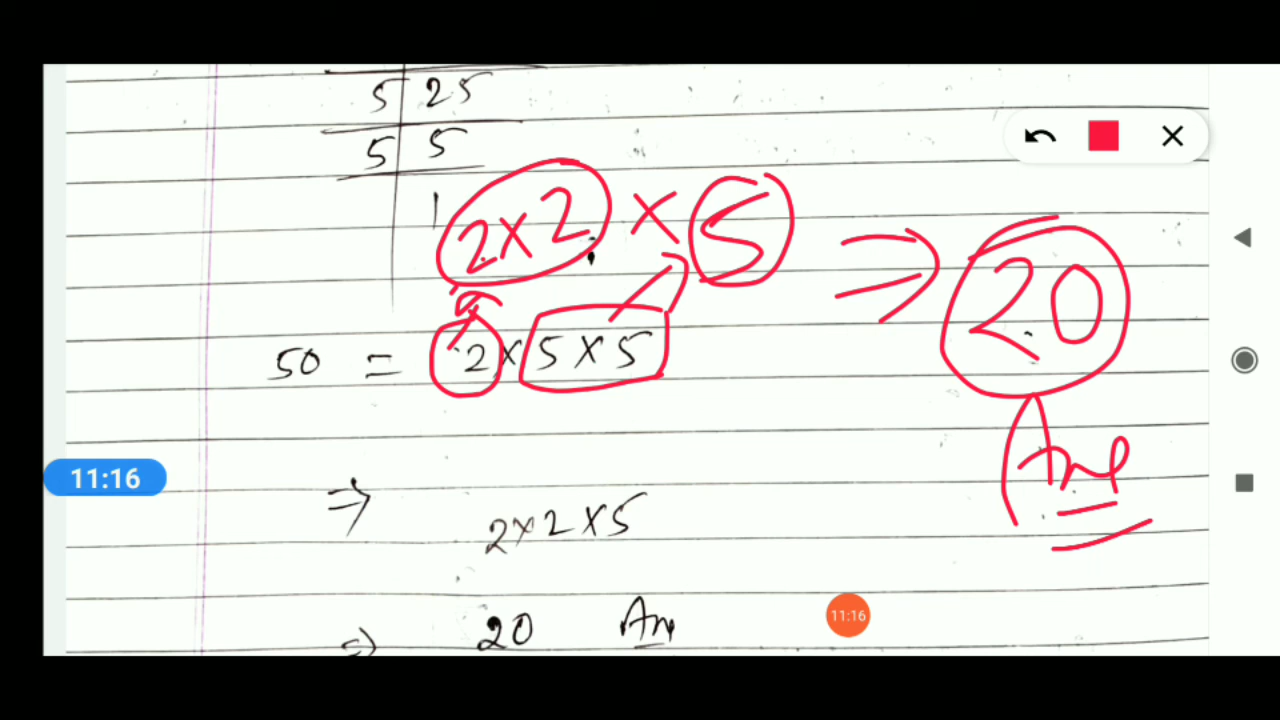 5 25
5 5
1
2×2 × 5 ⇒ 20
50 = 2×5×5
Ans
11:16
⇒ 2×2×5
⇒ 20 An
11:16